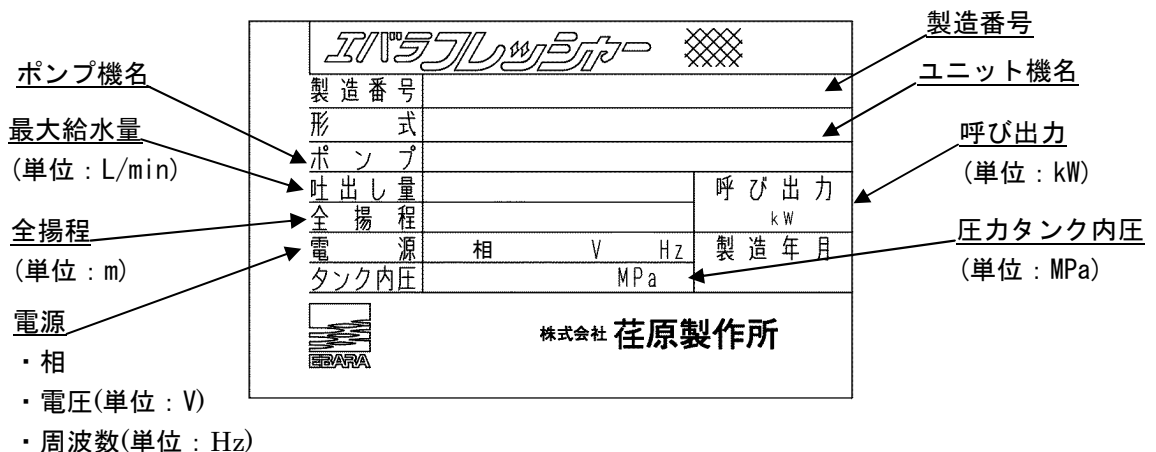 エバラフレッシャー
製造番号
形式
ポンプ
吐出し量
全揚程
電源 相 V Hz
タンク内圧 MPa
呼び出力
kW
製造年月
EBARA
株式会社 荏原製作所
ポンプ機名
最大給水量
(単位：L/min)
全揚程
(単位：m)
電源
・相
・電圧(単位：V)
・周波数(単位：Hz)
製造番号
ユニット機名
呼び出力
(単位：kW)
圧力タンク内圧
(単位：MPa)